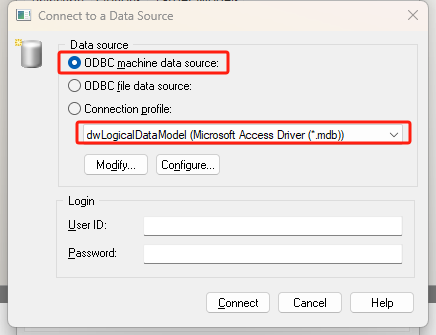 Connect to a Data Source
Data source
ODBC machine data source:
ODBC file data source:
Connection profile:
dwLogicalDataModel (Microsoft Access Driver (*.mdb))
Modify... Configure...
Login
User ID:
Password:
Connect Cancel Help